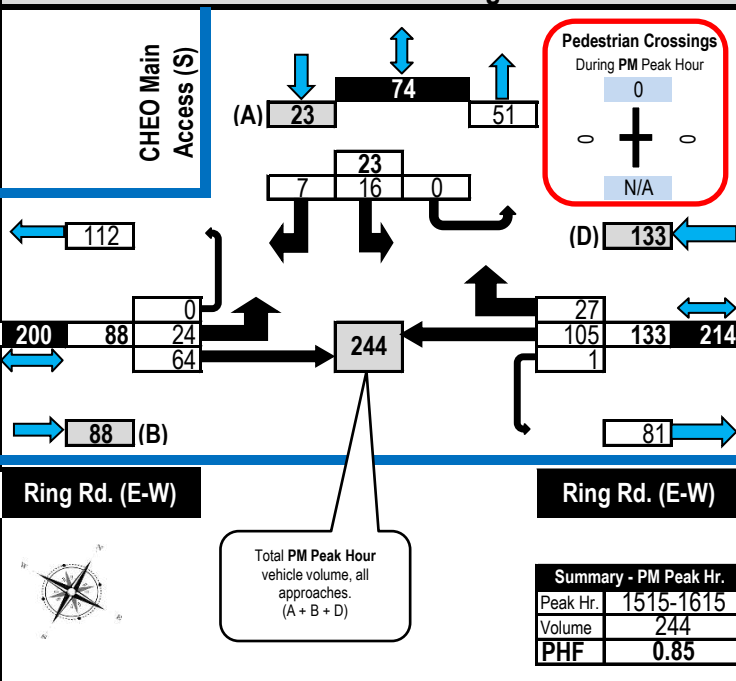 CHEO Main
Access (S)
(A) 23
74
51
Pedestrian Crossings
During PM Peak Hour
0
0 0
N/A
23
7 16 0
112
(D) 133
0
200 88 24
64
244
27
105 133 214
1
88 (B)
81
Ring Rd. (E-W)
Ring Rd. (E-W)
Total PM Peak Hour
vehicle volume, all
approaches.
(A + B + D)
Summary - PM Peak Hr.
Peak Hr. 1515-1615
Volume 244
PHF 0.85